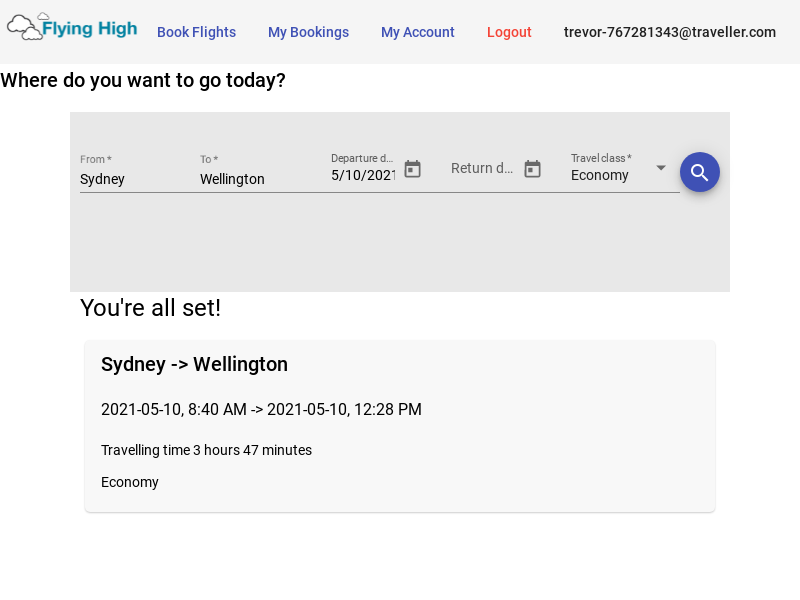 Flying High Book Flights My Bookings My Account Logout trevor-767281343@traveller.com
Where do you want to go today?
From * To * Departure d... Travel class *
Sydney Wellington 5/10/2021 Return d... Economy
You're all set!
Sydney -> Wellington
2021-05-10, 8:40 AM -> 2021-05-10, 12:28 PM
Travelling time 3 hours 47 minutes
Economy